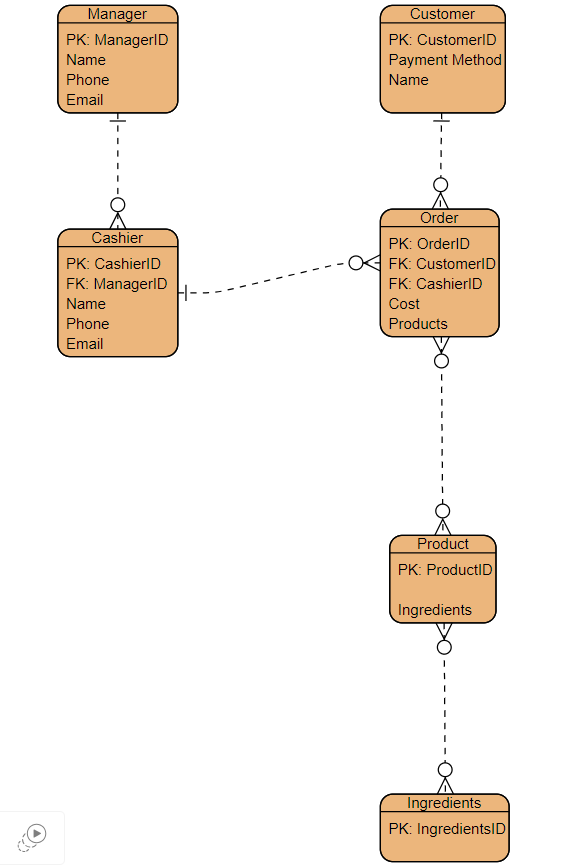 Manager
PK: ManagerID
Name
Phone
Email
Customer
PK: CustomerID
Payment Method
Name
Cashier
PK: CashierID
FK: ManagerID
Name
Phone
Email
Order
PK: OrderID
FK: CustomerID
FK: CashierID
Cost
Products
Product
PK: ProductID
Ingredients
Ingredients
PK: IngredientsID